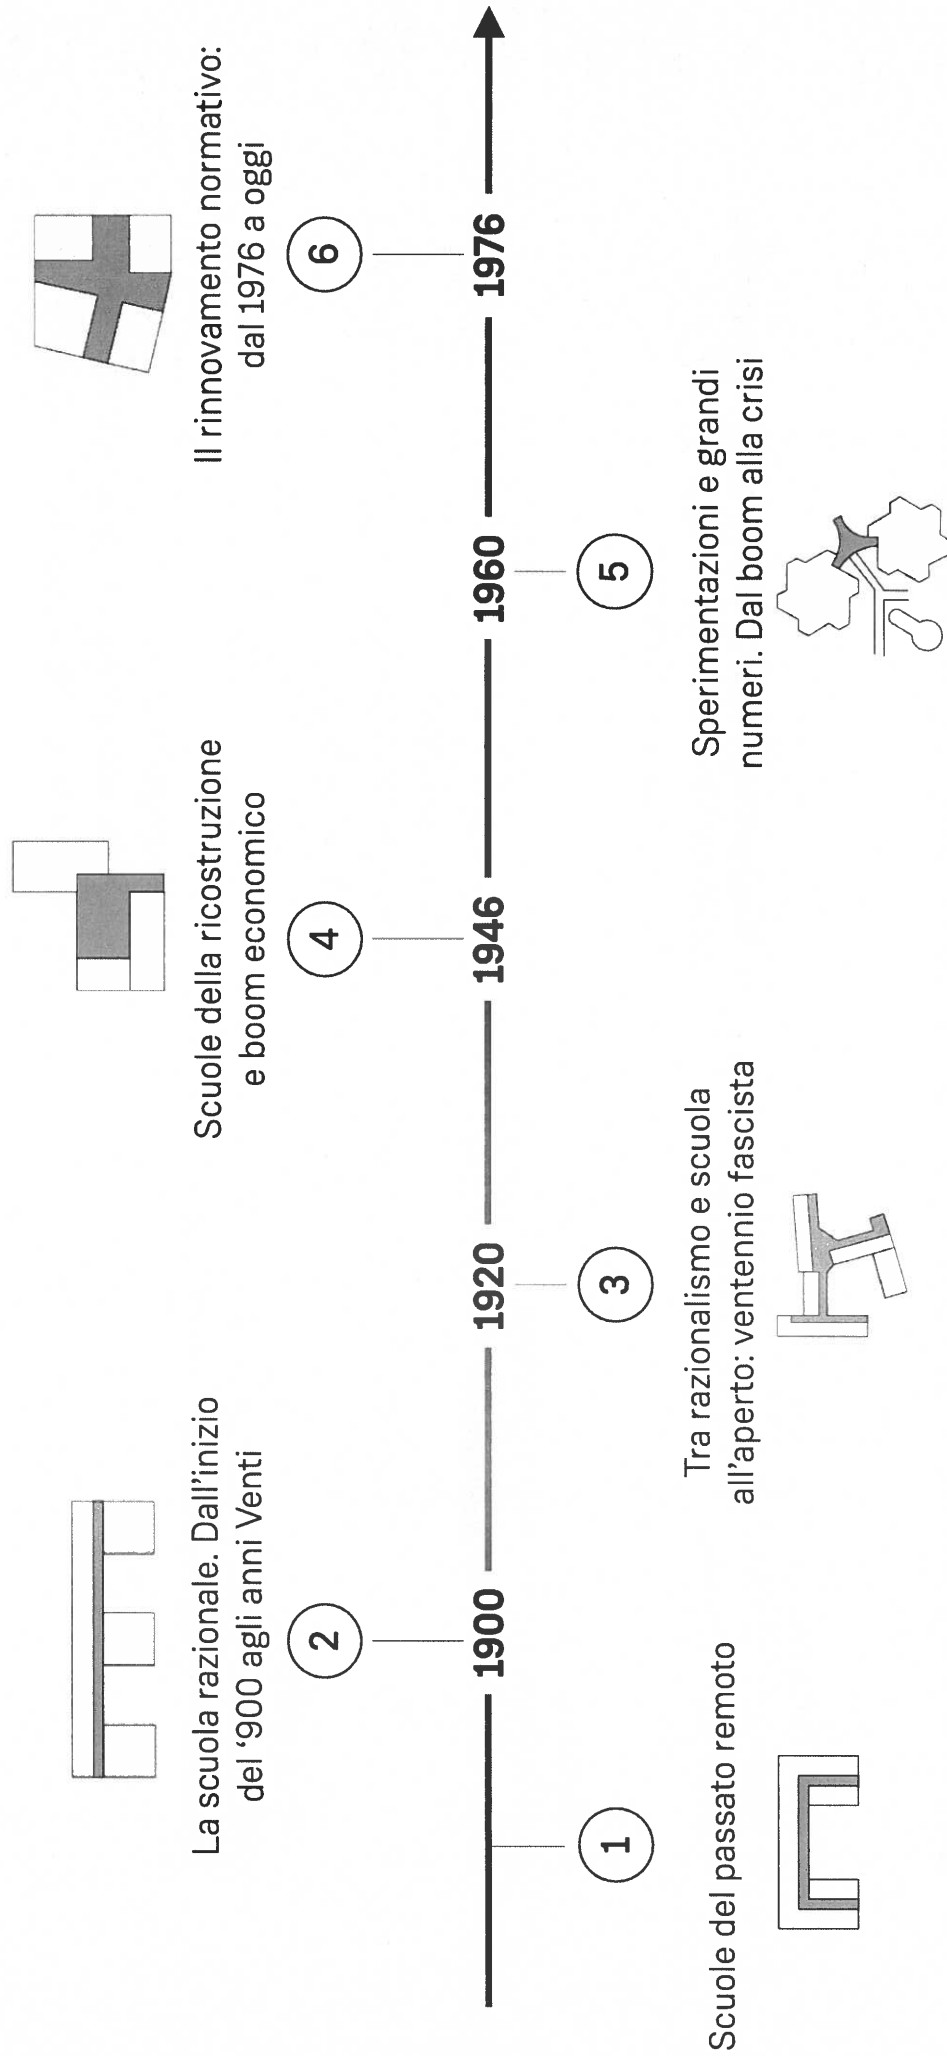 Scuole del passato remoto
1
1900
2
La scuola razionale. Dall'inizio
del '900 agli anni Venti
1920
3
Tra razionalismo e scuola
all'aperto: ventennio fascista
1946
4
Scuole della ricostruzione
e boom economico
1960
5
Sperimentazioni e grandi
numeri. Dal boom alla crisi
1976
6
Il rinnovamento normativo:
dal 1976 a oggi